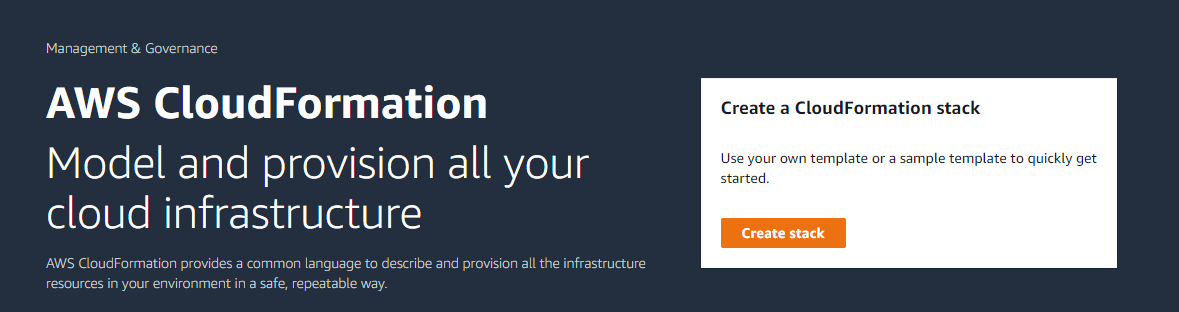 Management & Governance
AWS CloudFormation
Model and provision all your
cloud infrastructure
AWS CloudFormation provides a common language to describe and provision all the infrastructure
resources in your environment in a safe, repeatable way.
Create a CloudFormation stack
Use your own template or a sample template to quickly get
started.
Create stack